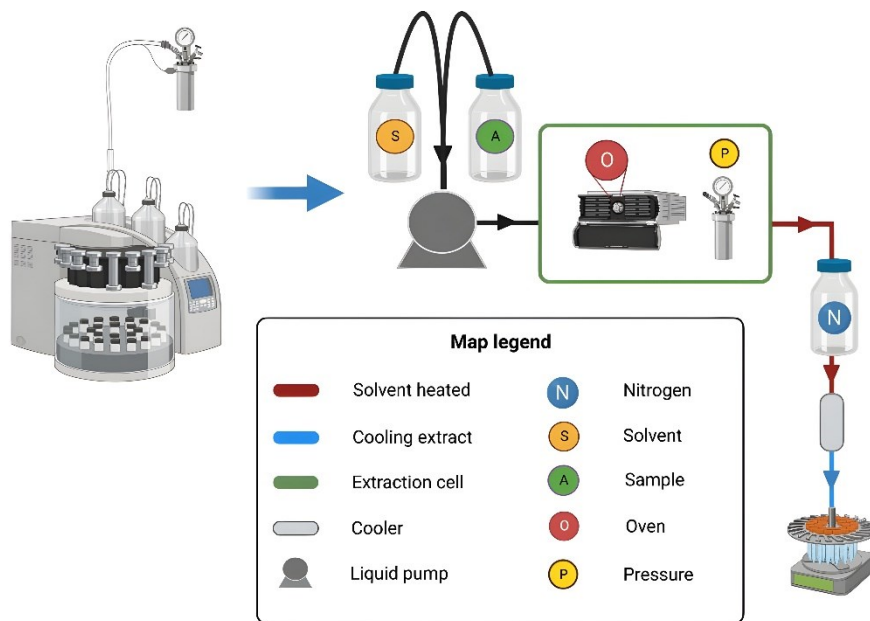 S
A
O
P
N
Map legend
Solvent heated
N
Nitrogen
Cooling extract
S
Solvent
Extraction cell
A
Sample
Cooler
O
Oven
Liquid pump
P
Pressure